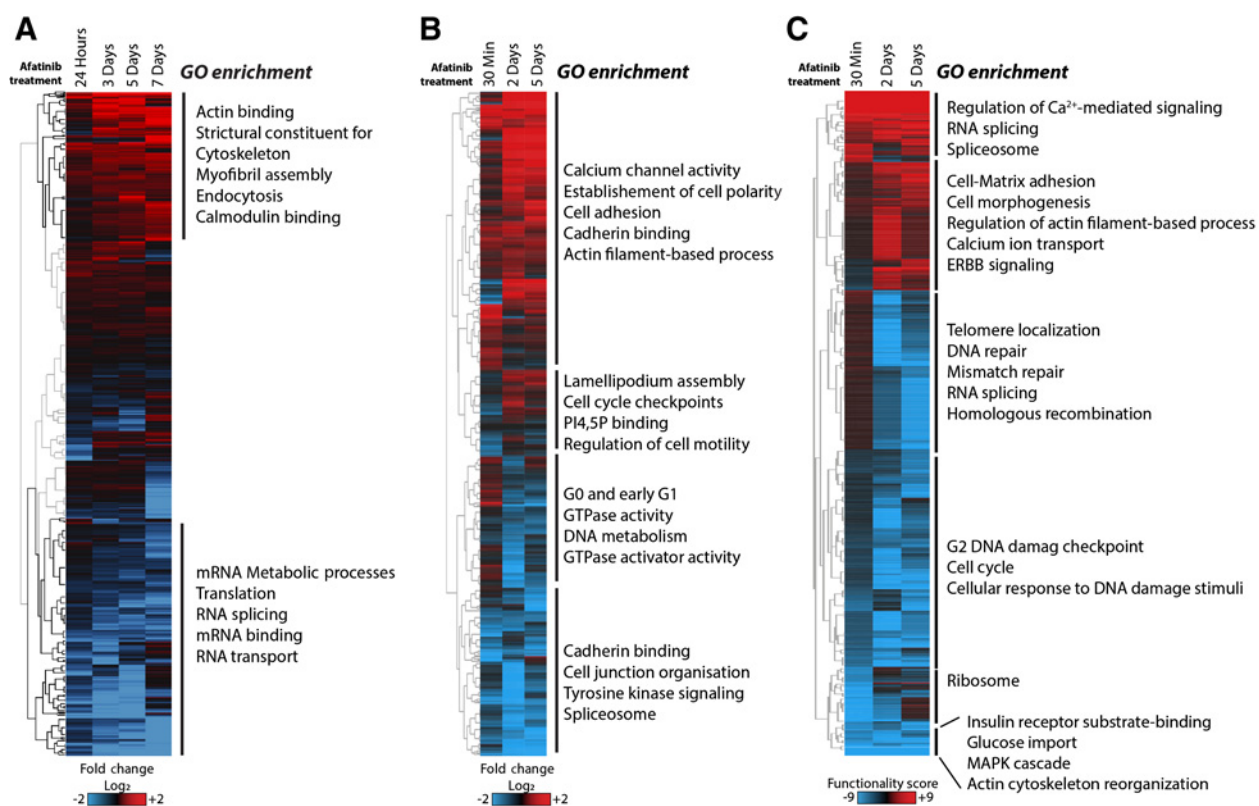 A
Afatinib
treatment
24 Hours
3 Days
5 Days
7 Days
GO enrichment
Actin binding
Strictural constituent for
Cytoskeleton
Myofibril assembly
Endocytosis
Calmodulin binding
mRNA Metabolic processes
Translation
RNA splicing
mRNA binding
RNA transport
Fold change
Log₂
-2 +2
B
Afatinib
treatment
30 Min
2 Days
5 Days
GO enrichment
Calcium channel activity
Establishement of cell polarity
Cell adhesion
Cadherin binding
Actin filament-based process
Lamellipodium assembly
Cell cycle checkpoints
PI4,5P binding
Regulation of cell motility
G0 and early G1
GTPase activity
DNA metabolism
GTPase activator activity
Cadherin binding
Cell junction organisation
Tyrosine kinase signaling
Spliceosome
Fold change
Log₂
-2 +2
C
Afatinib
treatment
30 Min
2 Days
5 Days
GO enrichment
Regulation of Ca²⁺-mediated signaling
RNA splicing
Spliceosome
Cell-Matrix adhesion
Cell morphogenesis
Regulation of actin filament-based process
Calcium ion transport
ERBB signaling
Telomere localization
DNA repair
Mismatch repair
RNA splicing
Homologous recombination
G2 DNA damag checkpoint
Cell cycle
Cellular response to DNA damage stimuli
Ribosome
Insulin receptor substrate-binding
Glucose import
MAPK cascade
Actin cytoskeleton reorganization
Functionality score
-9 +9